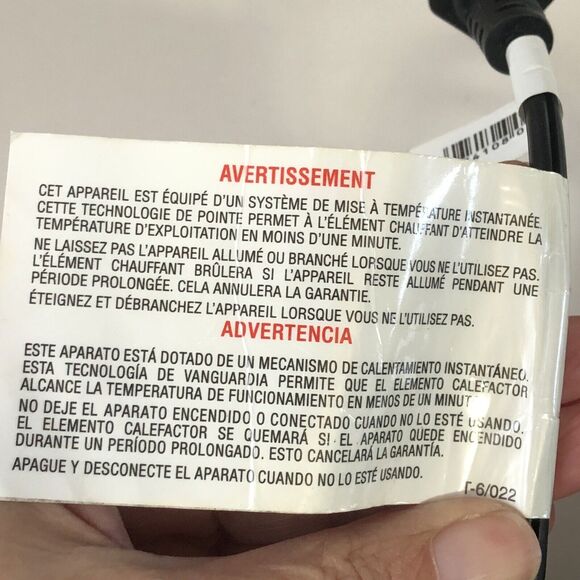 AVERTISSEMENT
CET APPAREIL EST ÉQUIPÉ D'UN SYSTÈME DE MISE À TEMPÉRATURE INSTANTANÉE.
CETTE TECHNOLOGIE DE POINTE PERMET À L'ÉLÉMENT CHAUFFANT D'ATTEINDRE LA
TEMPÉRATURE D'EXPLOITATION EN MOINS D'UNE MINUTE.
NE LAISSEZ PAS L'APPAREIL ALLUMÉ OU BRANCHÉ LORSQUE VOUS NE L'UTILISEZ PAS.
L'ÉLÉMENT CHAUFFANT BRÛLERA SI L'APPAREIL RESTE ALLUMÉ PENDANT UNE
PÉRIODE PROLONGÉE. CELA ANNULERA LA GARANTIE.
ÉTEIGNEZ ET DÉBRANCHEZ L'APPAREIL LORSQUE VOUS NE L'UTILISEZ PAS.
ADVERTENCIA
ESTE APARATO ESTÁ DOTADO DE UN MECANISMO DE CALENTAMIENTO INSTANTÁNEO.
ESTA TECNOLOGÍA DE VANGUARDIA PERMITE QUE EL ELEMENTO CALEFACTOR
ALCANCE LA TEMPERATURA DE FUNCIONAMIENTO EN MENOS DE UN MINUTO
NO DEJE EL APARATO ENCENDIDO O CONECTADO CUANDO NO LO ESTÉ USANDO.
EL ELEMENTO CALEFACTOR SE QUEMARÁ SI EL APARATO QUEDE ENCENDIDO
DURANTE UN PERÍODO PROLONGADO. ESTO CANCELARÁ LA GARANTÍA.
APAGUE Y DESCONECTE EL APARATO CUANDO NO LO ESTÉ USANDO.
T-6/022